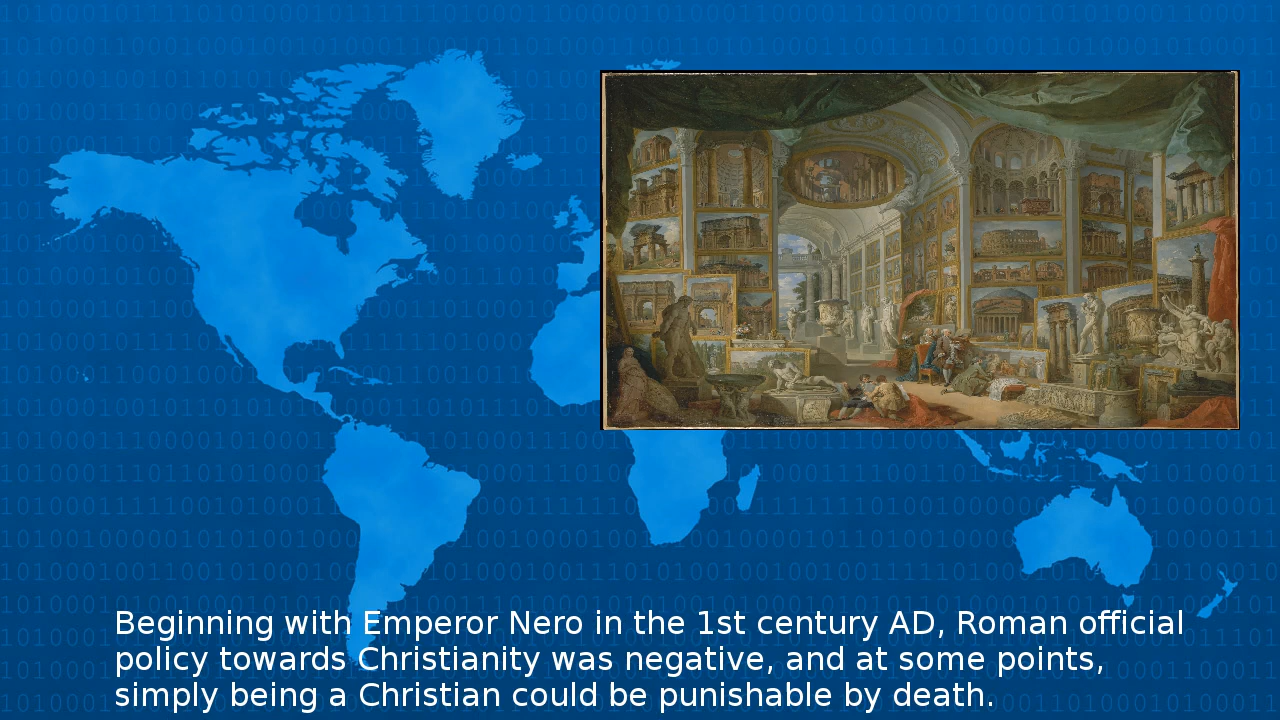 Beginning with Emperor Nero in the 1st century AD, Roman official
policy towards Christianity was negative, and at some points,
simply being a Christian could be punishable by death.